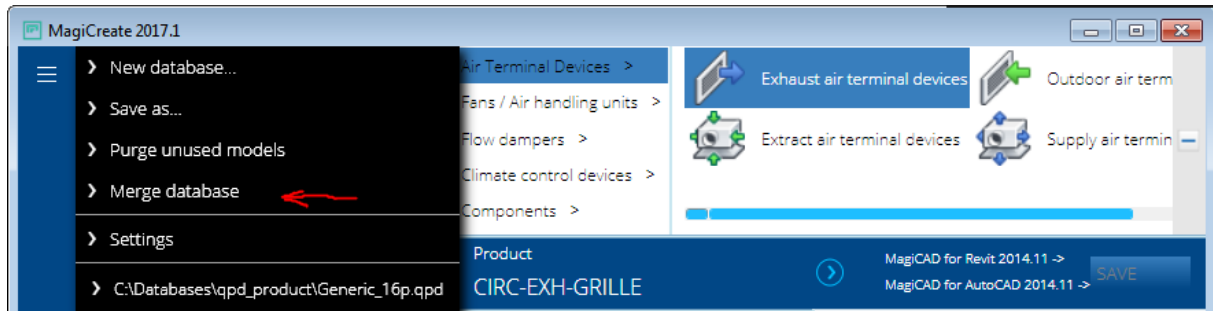 MagiCreate 2017.1
New database...
Save as...
Purge unused models
Merge database
Settings
C:\Databases\qpd_product\Generic_16p.qpd
Air Terminal Devices >
Fans / Air handling units >
Flow dampers >
Climate control devices >
Components >
Exhaust air terminal devices
Outdoor air term
Extract air terminal devices
Supply air termin
Product
CIRC-EXH-GRILLE
MagiCAD for Revit 2014.11 ->
MagiCAD for AutoCAD 2014.11 ->
SAVE